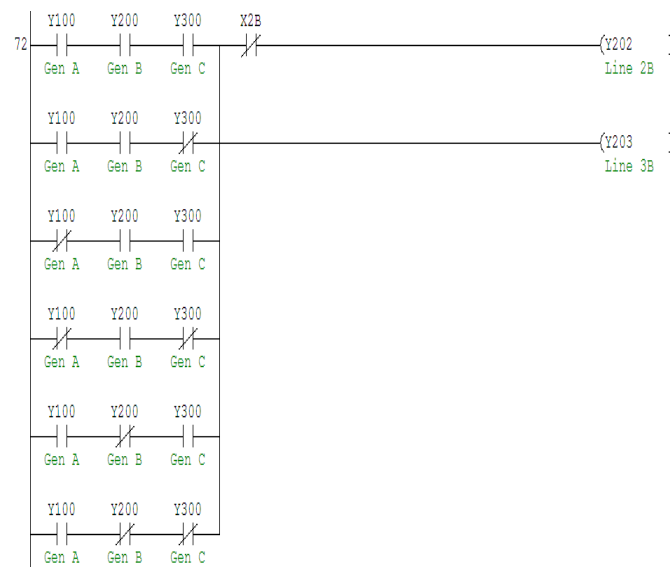 Y100 Y200 Y300 X2B
72 (Y202 ]
Gen A Gen B Gen C Line 2B
Y100 Y200 Y300
(Y203 ]
Gen A Gen B Gen C Line 3B
Y100 Y200 Y300
Gen A Gen B Gen C
Y100 Y200 Y300
Gen A Gen B Gen C
Y100 Y200 Y300
Gen A Gen B Gen C
Y100 Y200 Y300
Gen A Gen B Gen C